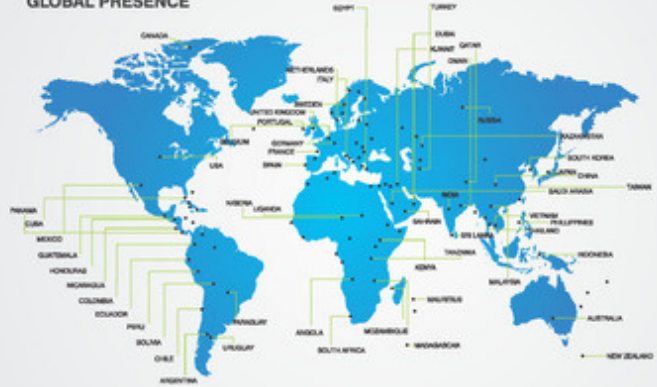 GLOBAL PRESENCE
EGYPT
TURKEY
CANADA
DUBAI
KUWAIT
QATAR
OMAN
NETHERLANDS
ITALY
SWEDEN
UNITED KINGDOM
PORTUGAL
RUSSIA
BELGIUM
GERMANY
FRANCE
KAZAKHSTAN
SOUTH KOREA
USA
SPAIN
CHINA
TAIWAN
SAUDI ARABIA
INDIA
NIGERIA
UGANDA
PANAMA
CUBA
BAHRAIN
VIETNAM
PHILIPPINES
THAILAND
SRI LANKA
MEXICO
GUATEMALA
TANZANIA
INDONESIA
HONDURAS
KENYA
NICARAGUA
MALAYSIA
COLOMBIA
MAURITIUS
ECUADOR
PERU
PARAGUAY
ANGOLA
MOZAMBIQUE
AUSTRALIA
BOLIVIA
URUGUAY
SOUTH AFRICA
MADAGASCAR
CHILE
NEW ZEALAND
ARGENTINA